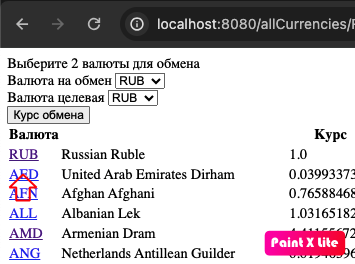 localhost:8080/allCurrencies/
Выберите 2 валюты для обмена
Валюта на обмен RUB
Валюта целевая RUB
Курс обмена
Валюта Курс
RUB Russian Ruble 1.0
AED United Arab Emirates Dirham 0.03993373
AFN Afghan Afghani 0.76588468
ALL Albanian Lek 1.03165182
AMD Armenian Dram
ANG Netherlands Antillean Guilder
Paint X Lite